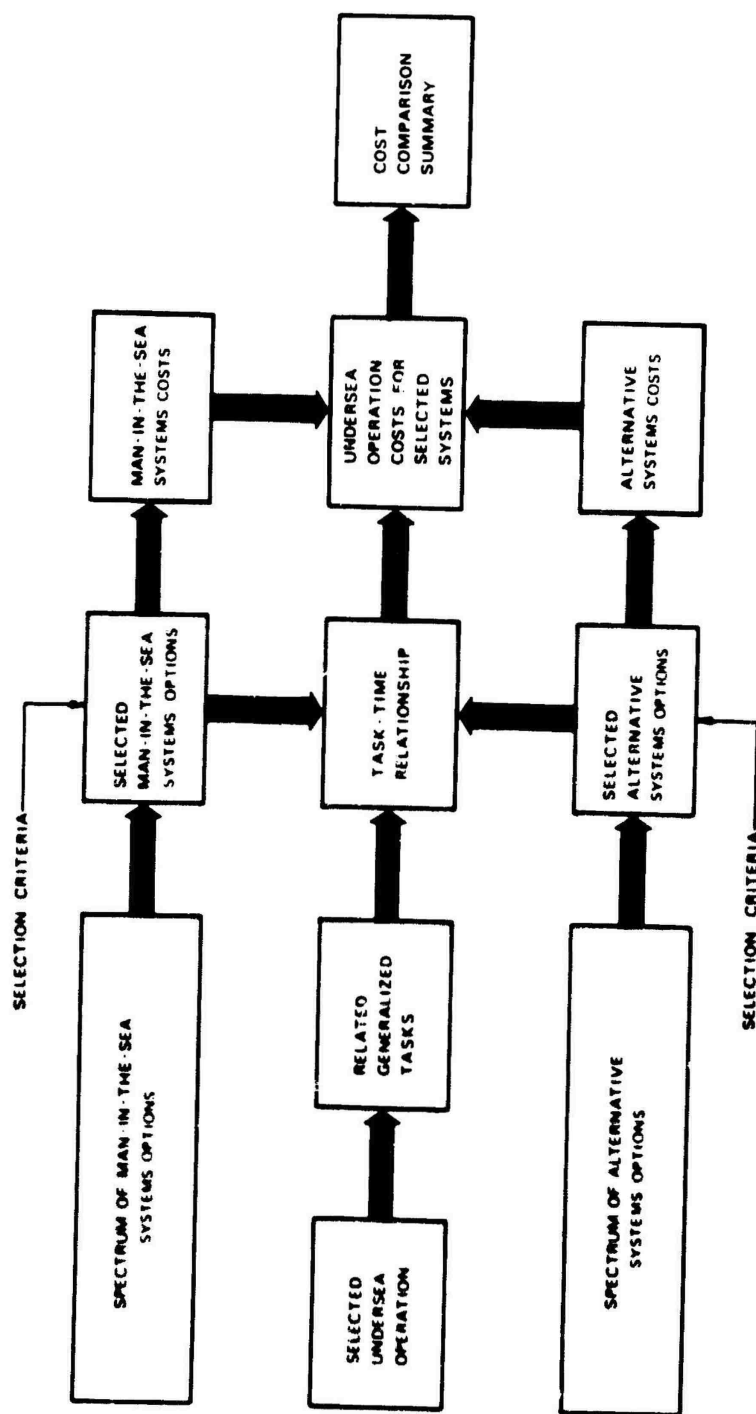 SELECTION CRITERIA
SPECTRUM OF MAN-IN-THE-SEA
SYSTEMS OPTIONS
SELECTED
MAN-IN-THE-SEA
SYSTEMS OPTIONS
MAN-IN-THE-SEA
SYSTEMS COSTS
SELECTED
UNDERSEA
OPERATION
RELATED
GENERALIZED
TASKS
TASK-TIME
RELATIONSHIP
UNDERSEA
OPERATION
COSTS FOR
SELECTED
SYSTEMS
COST
COMPARISON
SUMMARY
SPECTRUM OF ALTERNATIVE
SYSTEMS OPTIONS
SELECTED
ALTERNATIVE
SYSTEMS OPTIONS
ALTERNATIVE
SYSTEMS COSTS
SELECTION CRITERIA